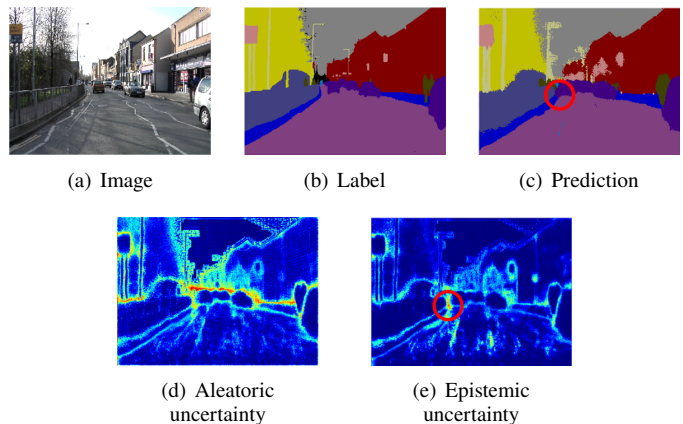 (a) Image
(b) Label
(c) Prediction
(d) Aleatoric
uncertainty
(e) Epistemic
uncertainty